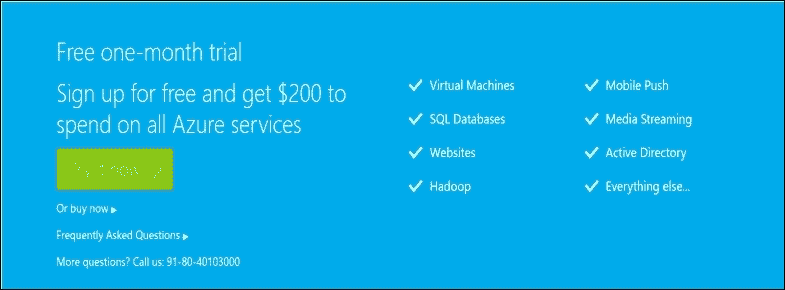 Free one-month trial
Sign up for free and get $200 to
spend on all Azure services
Or buy now
Frequently Asked Questions
More questions? Call us: 91-80-40103000
Virtual Machines
SQL Databases
Websites
Hadoop
Mobile Push
Media Streaming
Active Directory
Everything else...